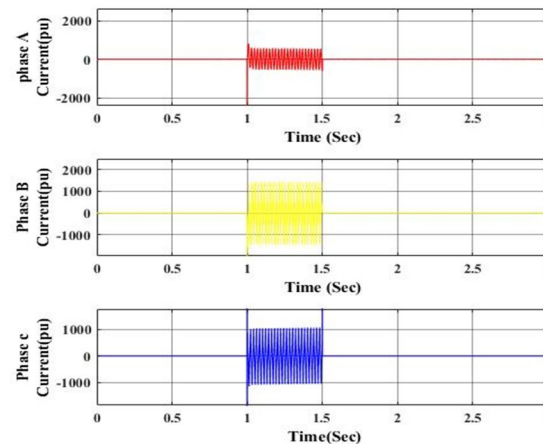 phase A
Current(pu)
2000
0
-2000
0 0.5 1 1.5 2 2.5
Time (Sec)
Phase B
Current(pu)
2000
1000
0
-1000
0 0.5 1 1.5 2 2.5
Time (Sec)
Phase c
Current(pu)
1000
0
-1000
0 0.5 1 1.5 2 2.5
Time(Sec)